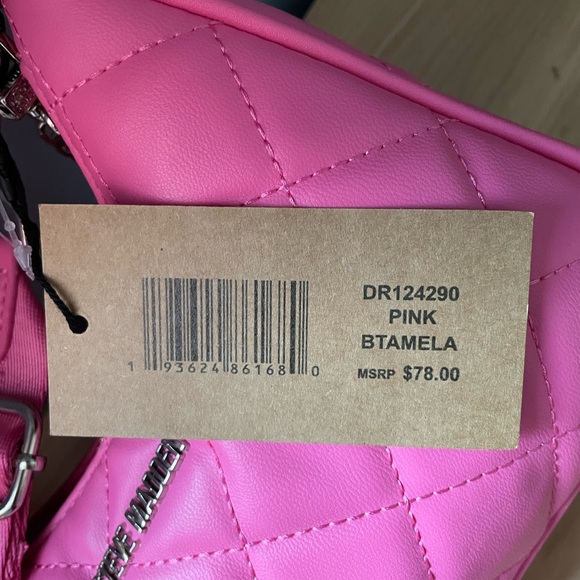 DR124290
PINK
BTAMELA
MSRP $78.00
1 93624 86168 0
STEVE MADDEN